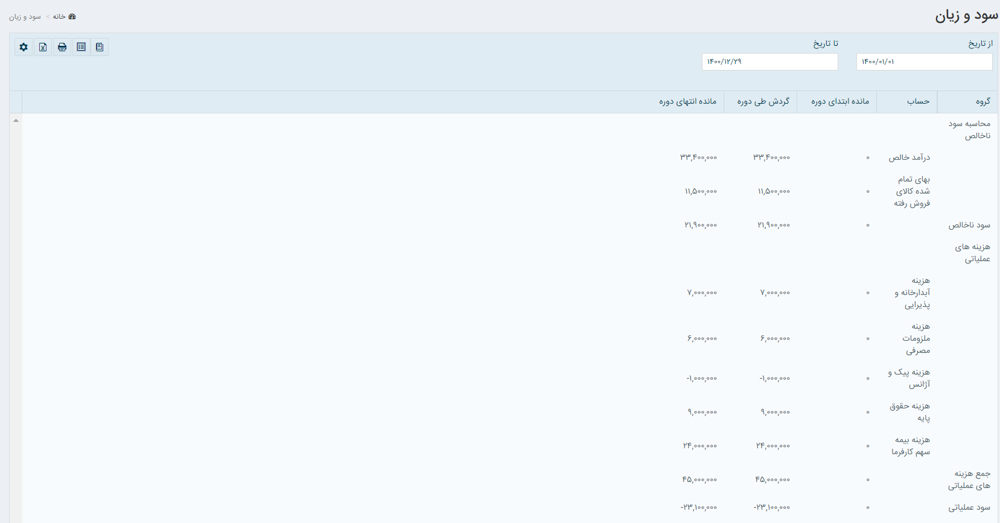 سود و زیان
خانه > سود و زیان
از تاریخ
تا تاریخ
۱۴۰۰/۰۱/۰۱
۱۴۰۰/۱۲/۲۹
گروه حساب مانده ابتدای دوره گردش طی دوره مانده انتهای دوره
محاسبه سود
ناخالص
درآمد خالص ۰ ۳۳,۴۰۰,۰۰۰ ۳۳,۴۰۰,۰۰۰
بهای تمام
شده کالای ۰ ۱۱,۵۰۰,۰۰۰ ۱۱,۵۰۰,۰۰۰
فروش رفته
سود ناخالص ۰ ۲۱,۹۰۰,۰۰۰ ۲۱,۹۰۰,۰۰۰
هزینه های
عملیاتی
هزینه
آبدارخانه و ۰ ۷,۰۰۰,۰۰۰ ۷,۰۰۰,۰۰۰
پذیرایی
هزینه
ملزومات ۰ ۶,۰۰۰,۰۰۰ ۶,۰۰۰,۰۰۰
مصرفی
هزینه پیک و
آژانس ۰ -۱,۰۰۰,۰۰۰ -۱,۰۰۰,۰۰۰
هزینه حقوق
پایه ۰ ۹,۰۰۰,۰۰۰ ۹,۰۰۰,۰۰۰
هزینه بیمه
سهم کارفرما ۰ ۲۴,۰۰۰,۰۰۰ ۲۴,۰۰۰,۰۰۰
جمع هزینه
های عملیاتی ۰ ۴۵,۰۰۰,۰۰۰ ۴۵,۰۰۰,۰۰۰
سود عملیاتی ۰ -۲۳,۱۰۰,۰۰۰ -۲۳,۱۰۰,۰۰۰